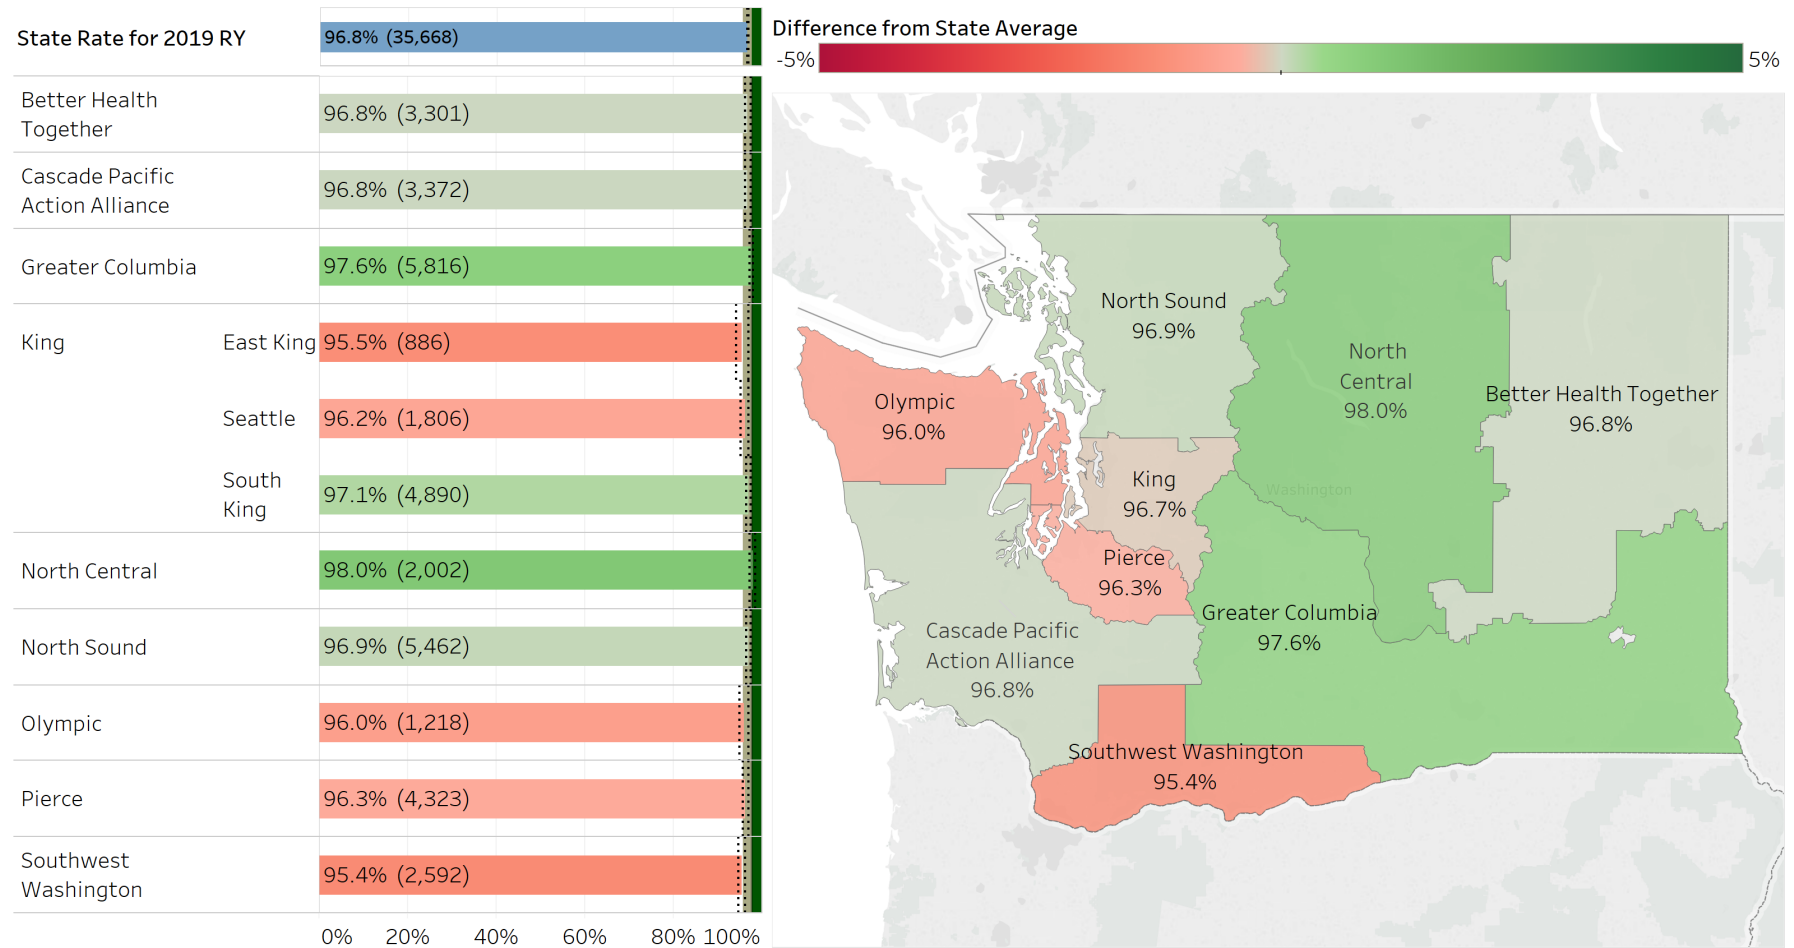 State Rate for 2019 RY
96.8% (35,668)
Better Health
Together
96.8% (3,301)
Cascade Pacific
Action Alliance
96.8% (3,372)
Greater Columbia
97.6% (5,816)
King
East King
95.5% (886)
Seattle
96.2% (1,806)
South
King
97.1% (4,890)
North Central
98.0% (2,002)
North Sound
96.9% (5,462)
Olympic
96.0% (1,218)
Pierce
96.3% (4,323)
Southwest
Washington
95.4% (2,592)
0% 20% 40% 60% 80% 100%
Difference from State Average
-5% 5%
North Sound
96.9%
North
Central
98.0%
Better Health Together
96.8%
Olympic
96.0%
King
96.7%
Washington
Pierce
96.3%
Greater Columbia
97.6%
Cascade Pacific
Action Alliance
96.8%
Southwest Washington
95.4%